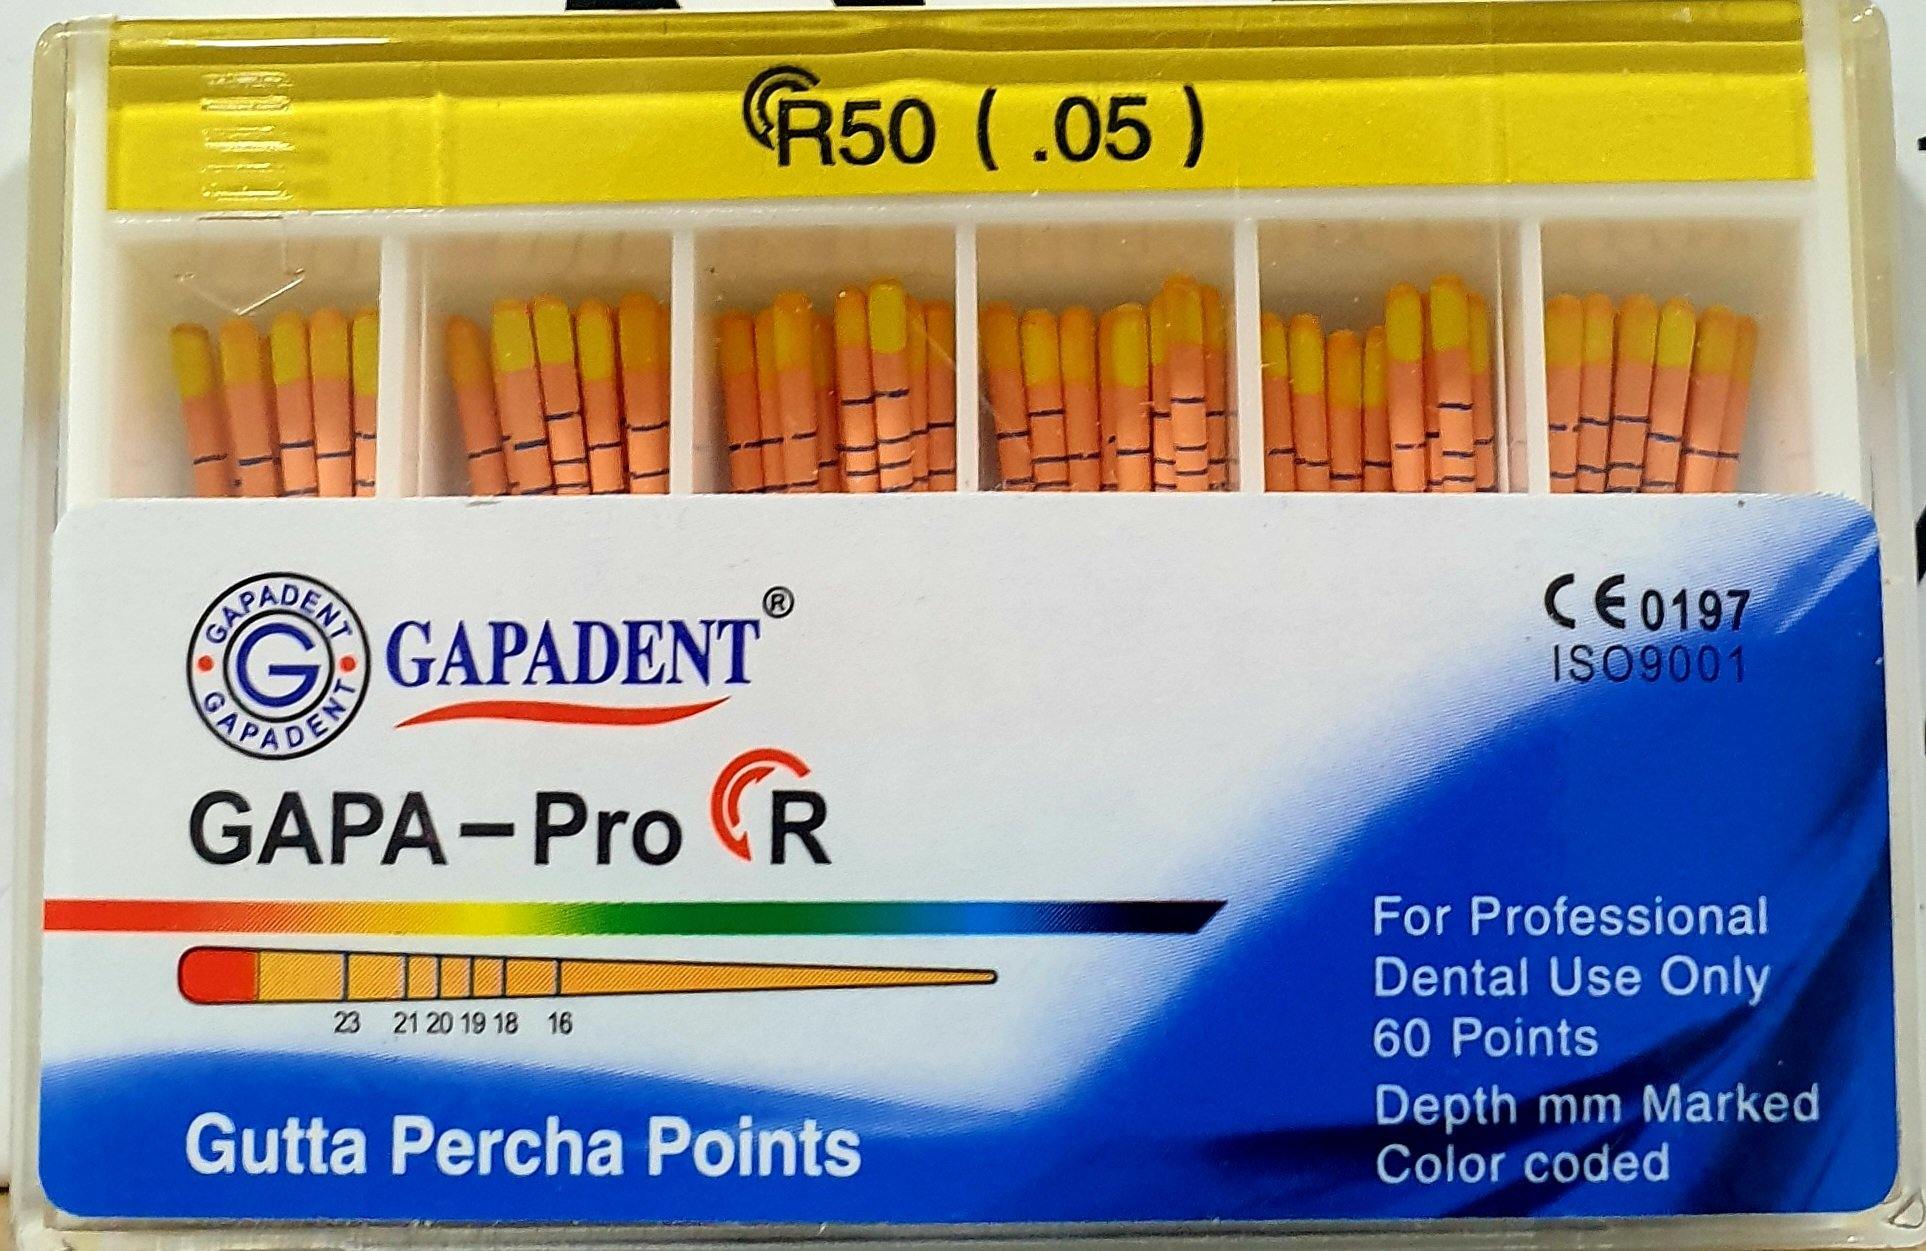 R50 ( .05 )
GAPADENT
GAPADENT
GAPADENT®
G
CE 0197
ISO9001
GAPA-Pro R
23 21 20 19 18 16
For Professional
Dental Use Only
60 Points
Depth mm Marked
Color coded
Gutta Percha Points